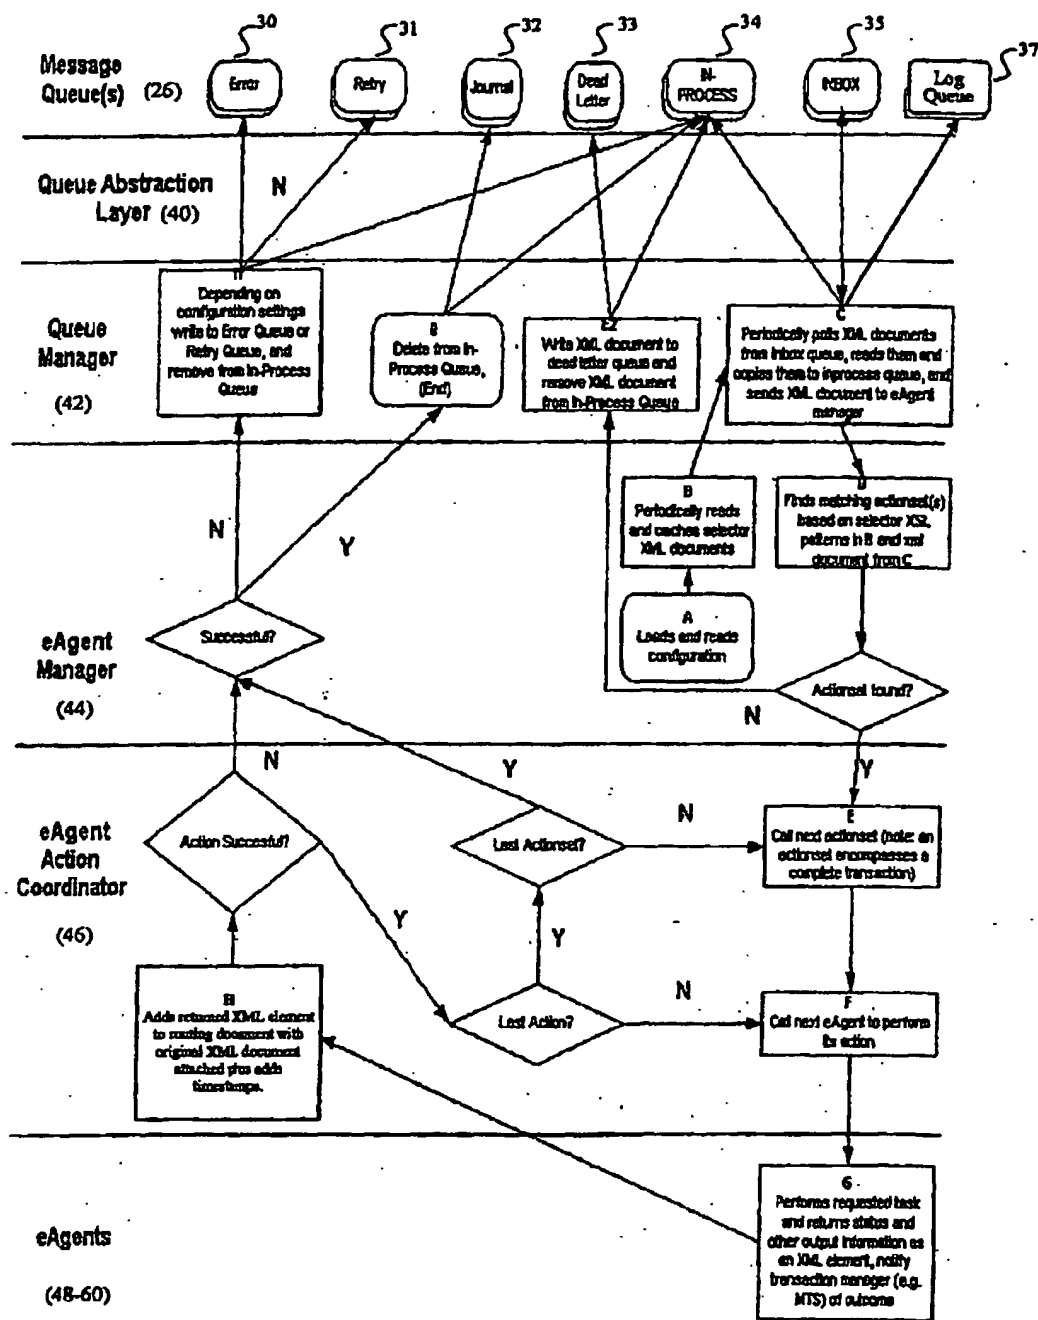 30
31
32
33
34
35
37
Message
Queue(s) (26)
Error
Retry
Journal
Dead
Letter
IN-
PROCESS
INBOX
Log
Queue
Queue Abstraction
Layer (40)
N
Queue
Manager
(42)
Depending on
configuration settings
write to Error Queue or
Retry Queue, and
remove from In-Process
Queue
Delete from In-
Process Queue,
(End)
E2
Write XML document to
dead letter queue and
remove XML document
from In-Process Queue
C
Periodically polls XML documents
from inbox queue, reads them and
copies them to inprocess queue, and
sends XML document to eAgent
manager
N
Y
B
Periodically reads
and caches selector
XML documents
D
Finds matching actionset(s)
based on selector XSL
patterns in B and xml
document from C
A
Loads and reads
configuration
eAgent
Manager
(44)
Successful?
Actionset found?
N
N
Y
Y
eAgent
Action
Coordinator
(46)
Action Successful?
Last Actionset?
N
E
Call next actionset (note: an
actionset encompasses a
complete transaction)
Y
Y
H
Adds returned XML element
to routing document with
original XML document
attached plus adds
timestamps.
Last Action?
N
F
Call next eAgent to perform
its action
eAgents
(48-60)
G
Performs requested task
and returns status and
other output information as
an XML element, notify
transaction manager (e.g.
MTS) of outcome